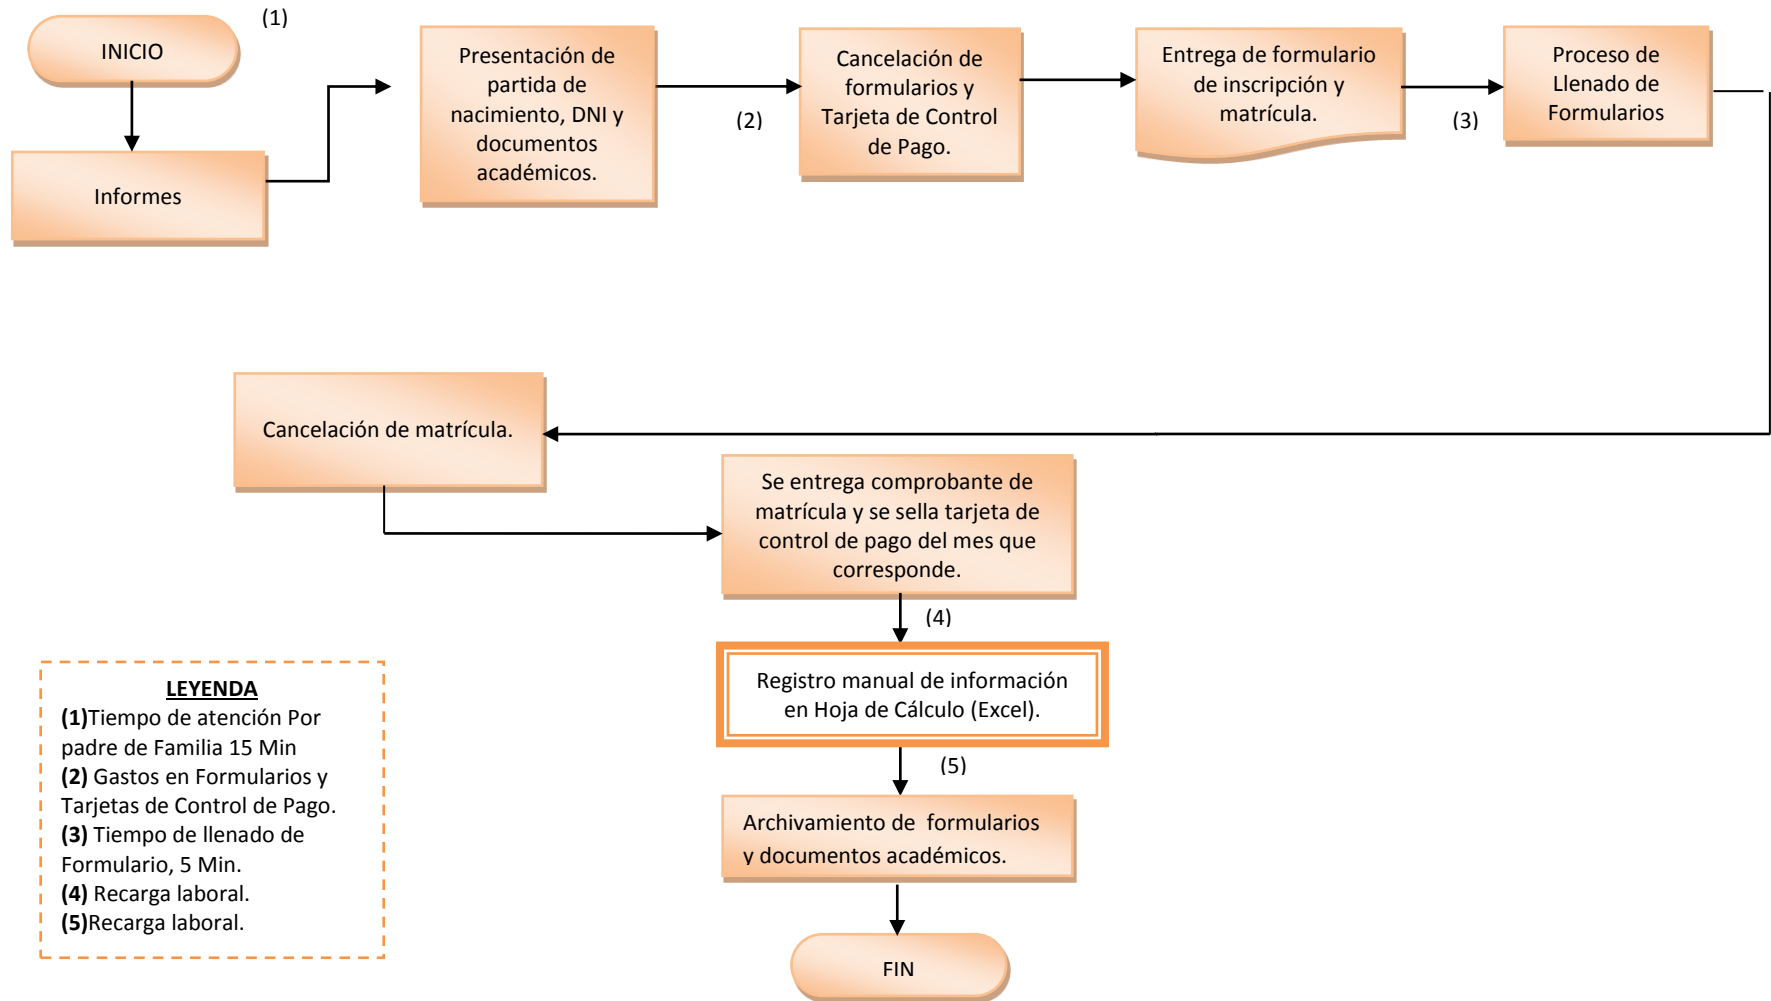 INICIO
(1)
Informes
Presentación de
partida de
nacimiento, DNI y
documentos
académicos.
(2)
Cancelación de
formularios y
Tarjeta de Control
de Pago.
Entrega de formulario
de inscripción y
matrícula.
(3)
Proceso de
Llenado de
Formularios
Cancelación de matrícula.
Se entrega comprobante de
matrícula y se sella tarjeta de
control de pago del mes que
corresponde.
(4)
Registro manual de información
en Hoja de Cálculo (Excel).
(5)
Archivamiento de formularios
y documentos académicos.
FIN
LEYENDA
(1)Tiempo de atención Por
padre de Familia 15 Min
(2) Gastos en Formularios y
Tarjetas de Control de Pago.
(3) Tiempo de llenado de
Formulario, 5 Min.
(4) Recarga laboral.
(5)Recarga laboral.